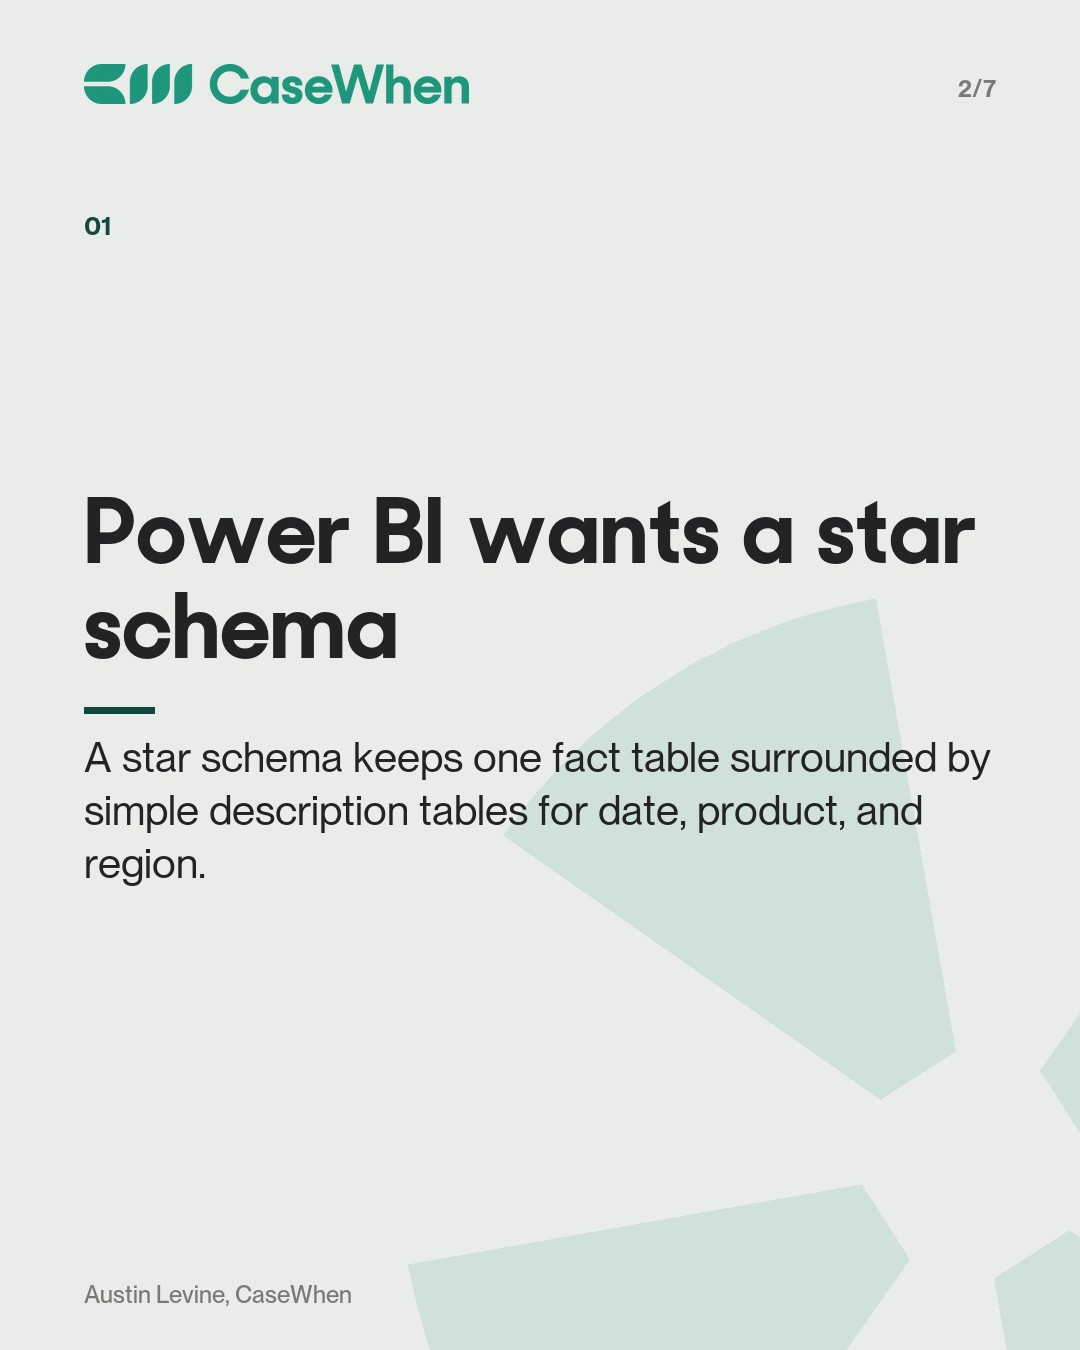 CaseWhen
2/7
01
Power BI wants a star
schema
A star schema keeps one fact table surrounded by
simple description tables for date, product, and
region.
Austin Levine, CaseWhen